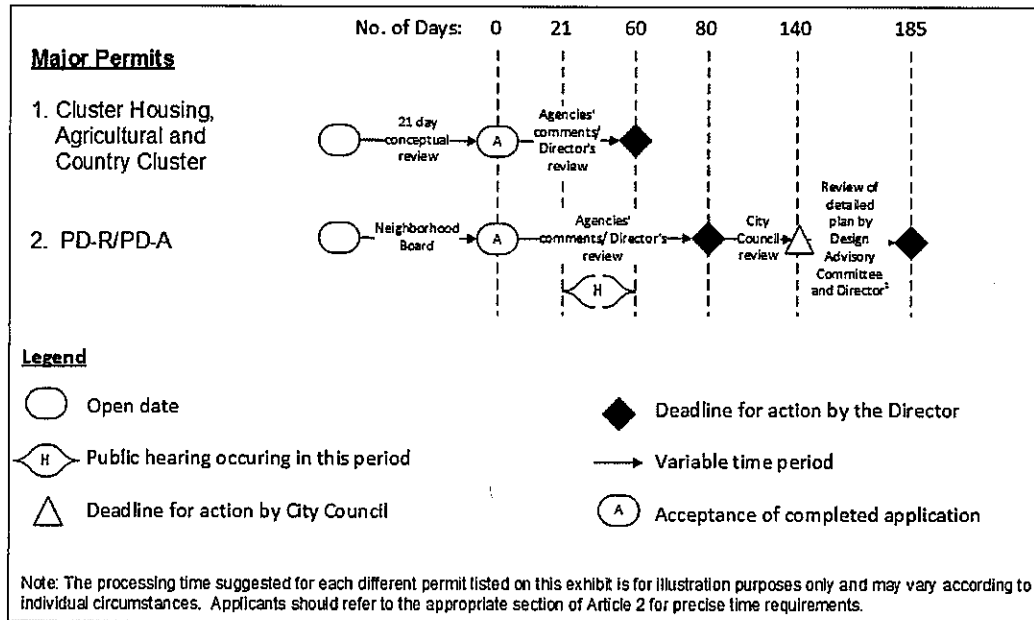 No. of Days: 0 21 60 80 140 185
Major Permits
1. Cluster Housing,
Agricultural and
Country Cluster
21 day
conceptual
review
A
Agencies'
comments/
Director's
review
2. PD-R/PD-A
Neighborhood
Board
A
Agencies'
comments/ Director's
review
H
City
Council
review
Review of
detailed
plan by
Design
Advisory
Committee
and Director
Legend
Open date
Deadline for action by the Director
H
Public hearing occuring in this period
Variable time period
Deadline for action by City Council
A
Acceptance of completed application
Note: The processing time suggested for each different permit listed on this exhibit is for illustration purposes only and may vary according to
individual circumstances. Applicants should refer to the appropriate section of Article 2 for precise time requirements.